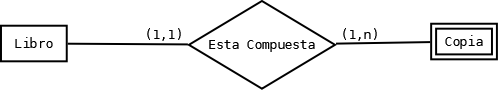 Libro
(1,1)
Esta Compuesta
(1,n)
Copia